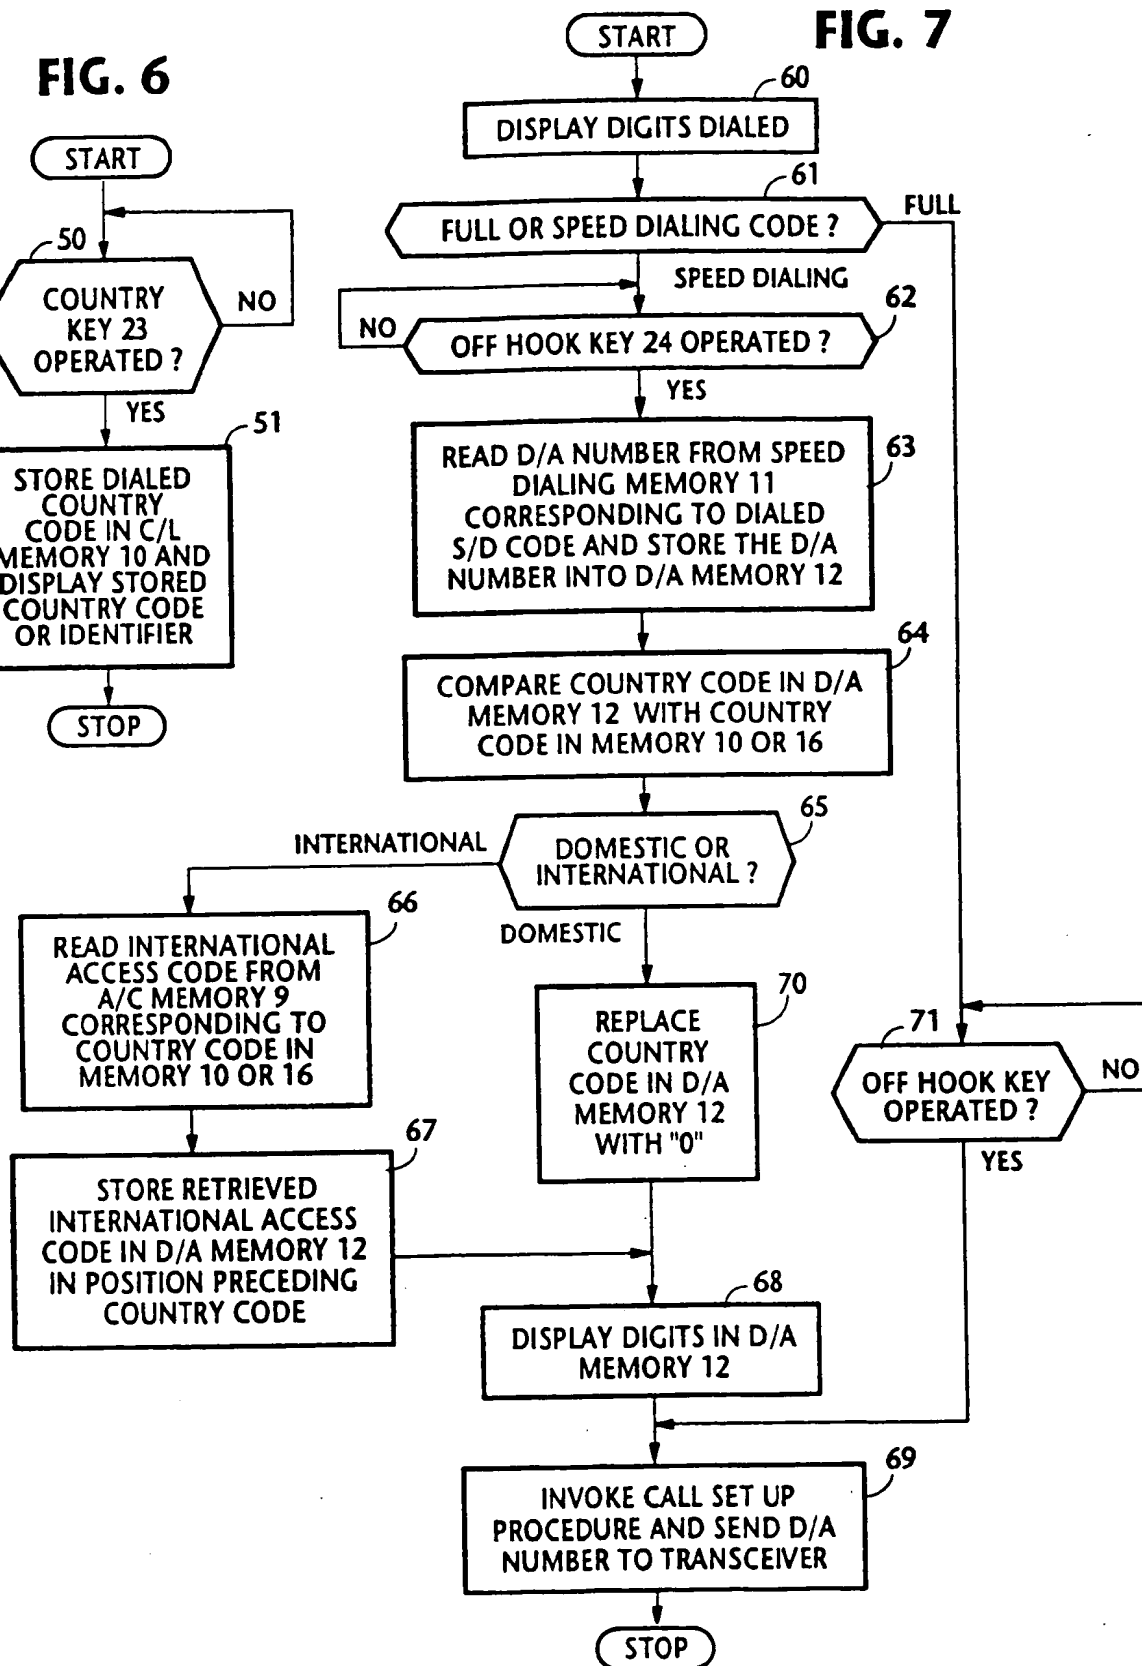 FIG. 6
START
50
COUNTRY
KEY 23
OPERATED ?
NO
YES
51
STORE DIALED
COUNTRY
CODE IN C/L
MEMORY 10 AND
DISPLAY STORED
COUNTRY CODE
OR IDENTIFIER
STOP
FIG. 7
START
60
DISPLAY DIGITS DIALED
61
FULL OR SPEED DIALING CODE ?
FULL
SPEED DIALING
62
NO
OFF HOOK KEY 24 OPERATED ?
YES
63
READ D/A NUMBER FROM SPEED
DIALING MEMORY 11
CORRESPONDING TO DIALED
S/D CODE AND STORE THE D/A
NUMBER INTO D/A MEMORY 12
64
COMPARE COUNTRY CODE IN D/A
MEMORY 12 WITH COUNTRY
CODE IN MEMORY 10 OR 16
65
DOMESTIC OR
INTERNATIONAL ?
INTERNATIONAL
DOMESTIC
66
READ INTERNATIONAL
ACCESS CODE FROM
A/C MEMORY 9
CORRESPONDING TO
COUNTRY CODE IN
MEMORY 10 OR 16
67
STORE RETRIEVED
INTERNATIONAL ACCESS
CODE IN D/A MEMORY 12
IN POSITION PRECEDING
COUNTRY CODE
70
REPLACE
COUNTRY
CODE IN D/A
MEMORY 12
WITH "0"
71
OFF HOOK KEY
OPERATED ?
NO
YES
68
DISPLAY DIGITS IN D/A
MEMORY 12
69
INVOKE CALL SET UP
PROCEDURE AND SEND D/A
NUMBER TO TRANSCEIVER
STOP